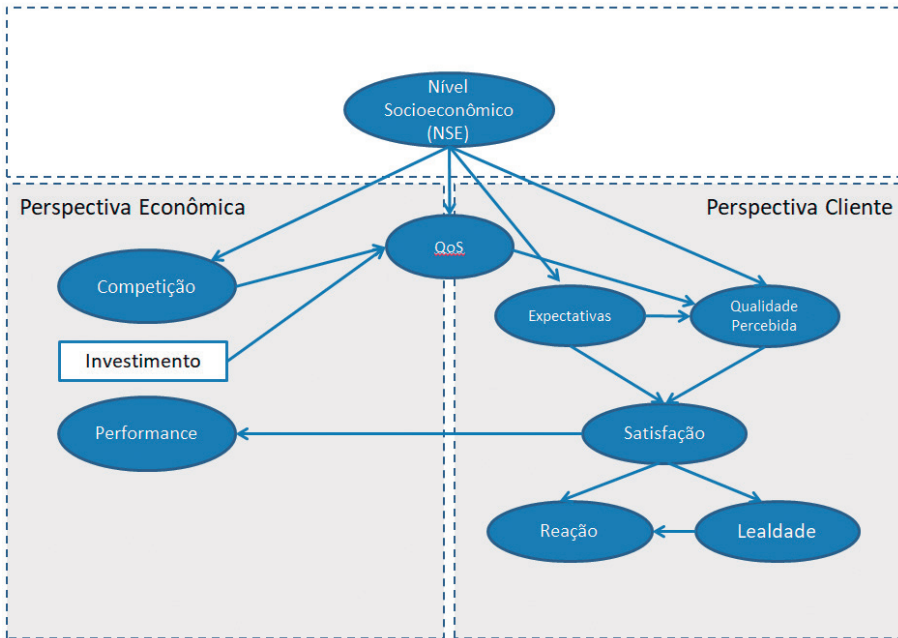 Nível
Socioeconômico
(NSE)
Perspectiva Econômica
Perspectiva Cliente
QoS
Competição
Expectativas
Qualidade
Percebida
Investimento
Performance
Satisfação
Reação
Lealdade